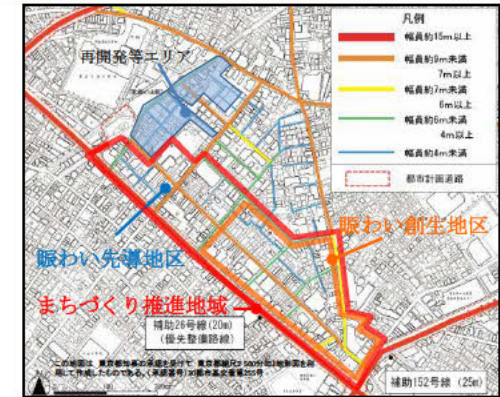 凡例
幅員約15m以上
幅員約9m未満
7m以上
幅員約7m未満
6m以上
幅員約6m未満
4m以上
幅員約4m未満
都市計画道路
再開発等エリア
賑わい先導地区
賑わい創生地区
まちづくり推進地域
補助26号線(20m)
(優先整備路線)
補助152号線(25m)